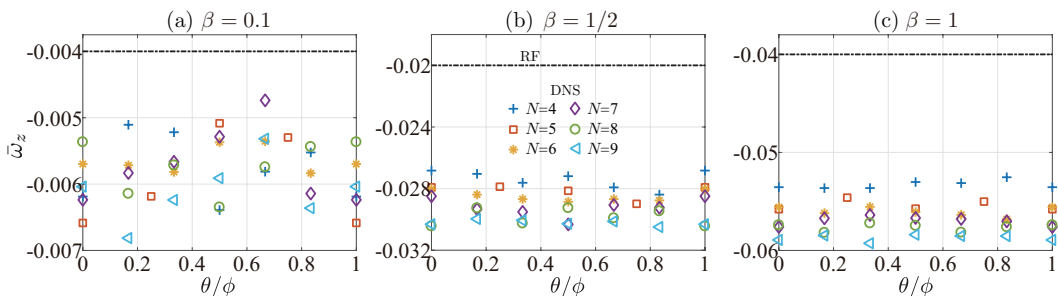 (a) β = 0.1
(b) β = 1/2
(c) β = 1
-0.004
-0.005
-0.006
-0.007
ω̄_z
0 0.2 0.4 0.6 0.8 1
θ/ϕ
-0.02
-0.024
-0.028
-0.032
RF
DNS
N=4 N=7
N=5 N=8
N=6 N=9
0 0.2 0.4 0.6 0.8 1
θ/ϕ
-0.04
-0.05
-0.06
0 0.2 0.4 0.6 0.8 1
θ/ϕ